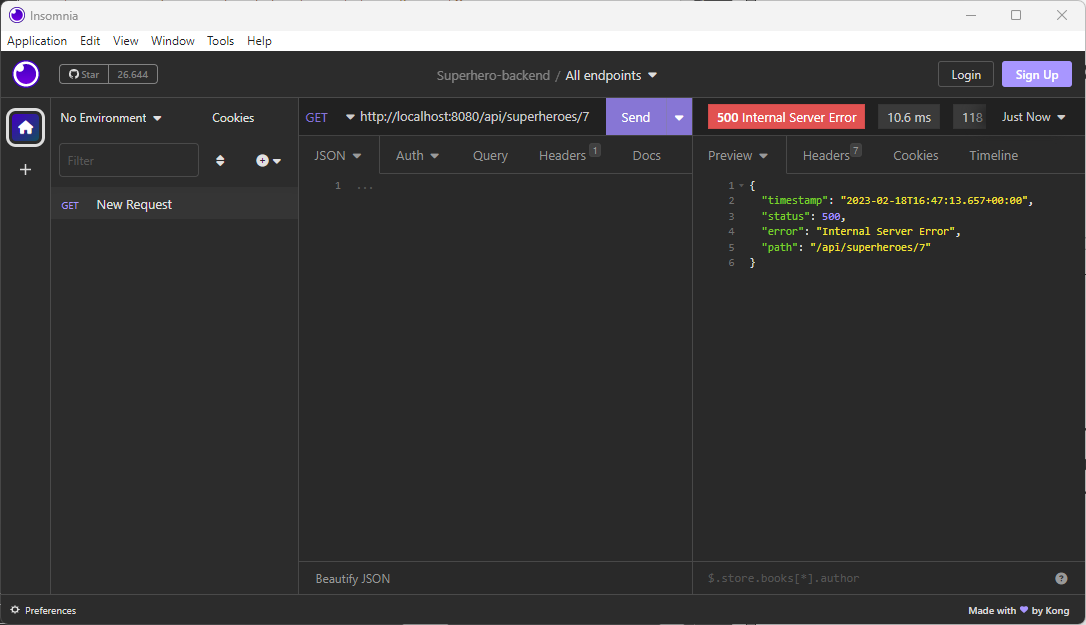 Insomnia
Application Edit View Window Tools Help
Star 26.644
Superhero-backend / All endpoints
Login Sign Up
No Environment Cookies
Filter
GET New Request
GET http://localhost:8080/api/superheroes/7 Send
JSON Auth Query Headers 1 Docs
1 ...
Beautify JSON
500 Internal Server Error 10.6 ms 118 Just Now
Preview Headers 7 Cookies Timeline
1 {
2 "timestamp": "2023-02-18T16:47:13.657+00:00",
3 "status": 500,
4 "error": "Internal Server Error",
5 "path": "/api/superheroes/7"
6 }
$.store.books[*].author ?
Preferences
Made with ♥ by Kong